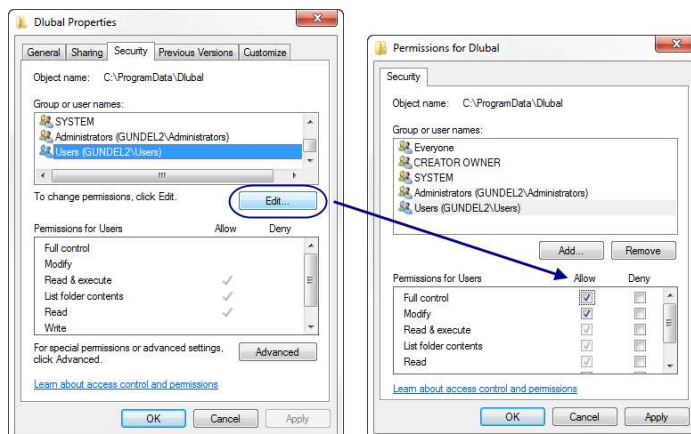 Dlubal Properties
General Sharing Security Previous Versions Customize
Object name: C:\ProgramData\Dlubal
Group or user names:
SYSTEM
Administrators (GUNDEL2\Administrators)
Users (GUNDEL2\Users)
To change permissions, click Edit.
Edit...
Permissions for Users Allow Deny
Full control
Modify
Read & execute
List folder contents
Read
Write
For special permissions or advanced settings,
click Advanced.
Advanced
Learn about access control and permissions
OK Cancel Apply
Permissions for Dlubal
Security
Object name: C:\ProgramData\Dlubal
Group or user names:
Everyone
CREATOR OWNER
SYSTEM
Administrators (GUNDEL2\Administrators)
Users (GUNDEL2\Users)
Add... Remove
Permissions for Users Allow Deny
Full control
Modify
Read & execute
List folder contents
Read
Learn about access control and permissions
OK Cancel Apply